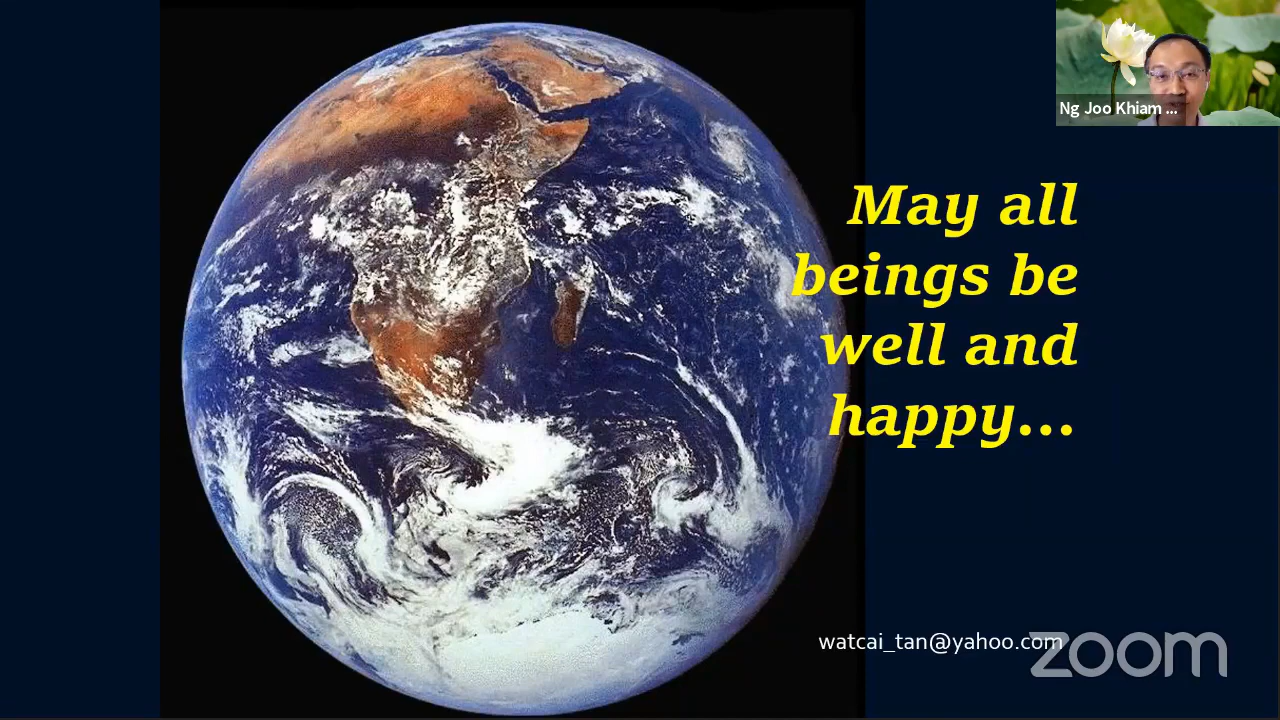 Ng Joo Khiam ...
May all
beings be
well and
happy...
watcai_tan@yahoo.com
zoom